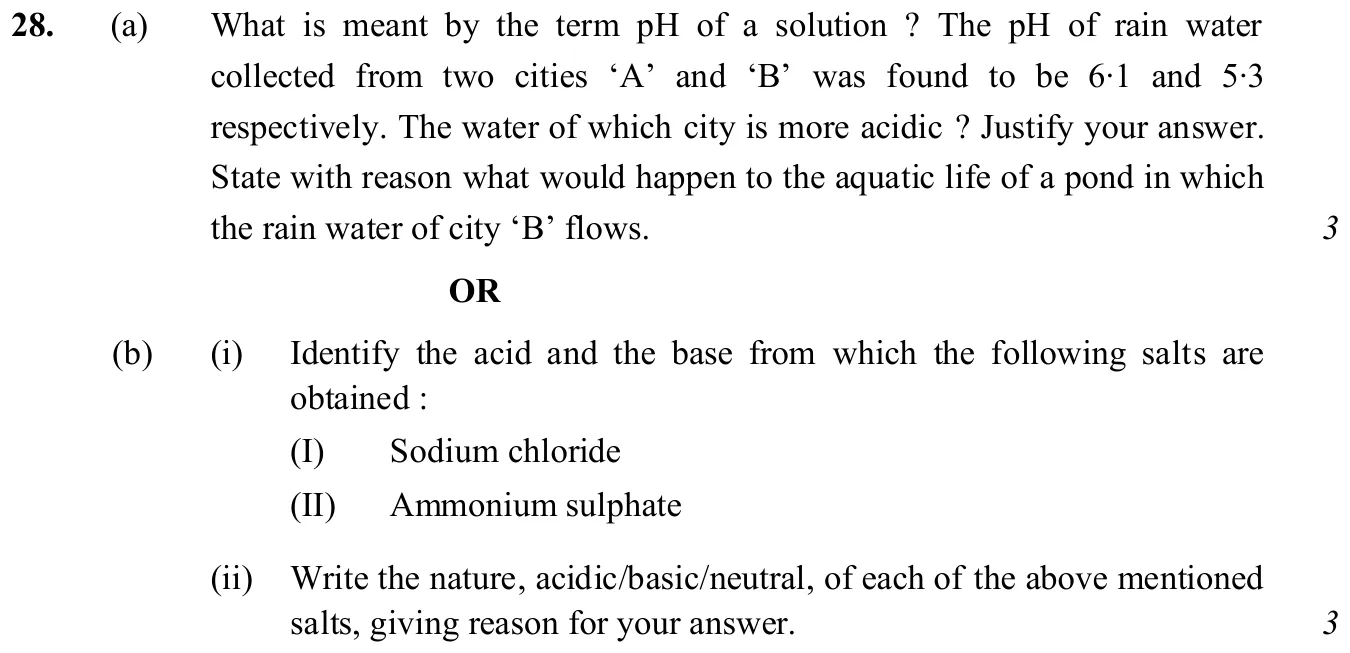 28. (a) What is meant by the term pH of a solution ? The pH of rain water
collected from two cities ‘A’ and ‘B’ was found to be 6·1 and 5·3
respectively. The water of which city is more acidic ? Justify your answer.
State with reason what would happen to the aquatic life of a pond in which
the rain water of city ‘B’ flows. 3
OR
(b) (i) Identify the acid and the base from which the following salts are
obtained :
(I) Sodium chloride
(II) Ammonium sulphate
(ii) Write the nature, acidic/basic/neutral, of each of the above mentioned
salts, giving reason for your answer. 3